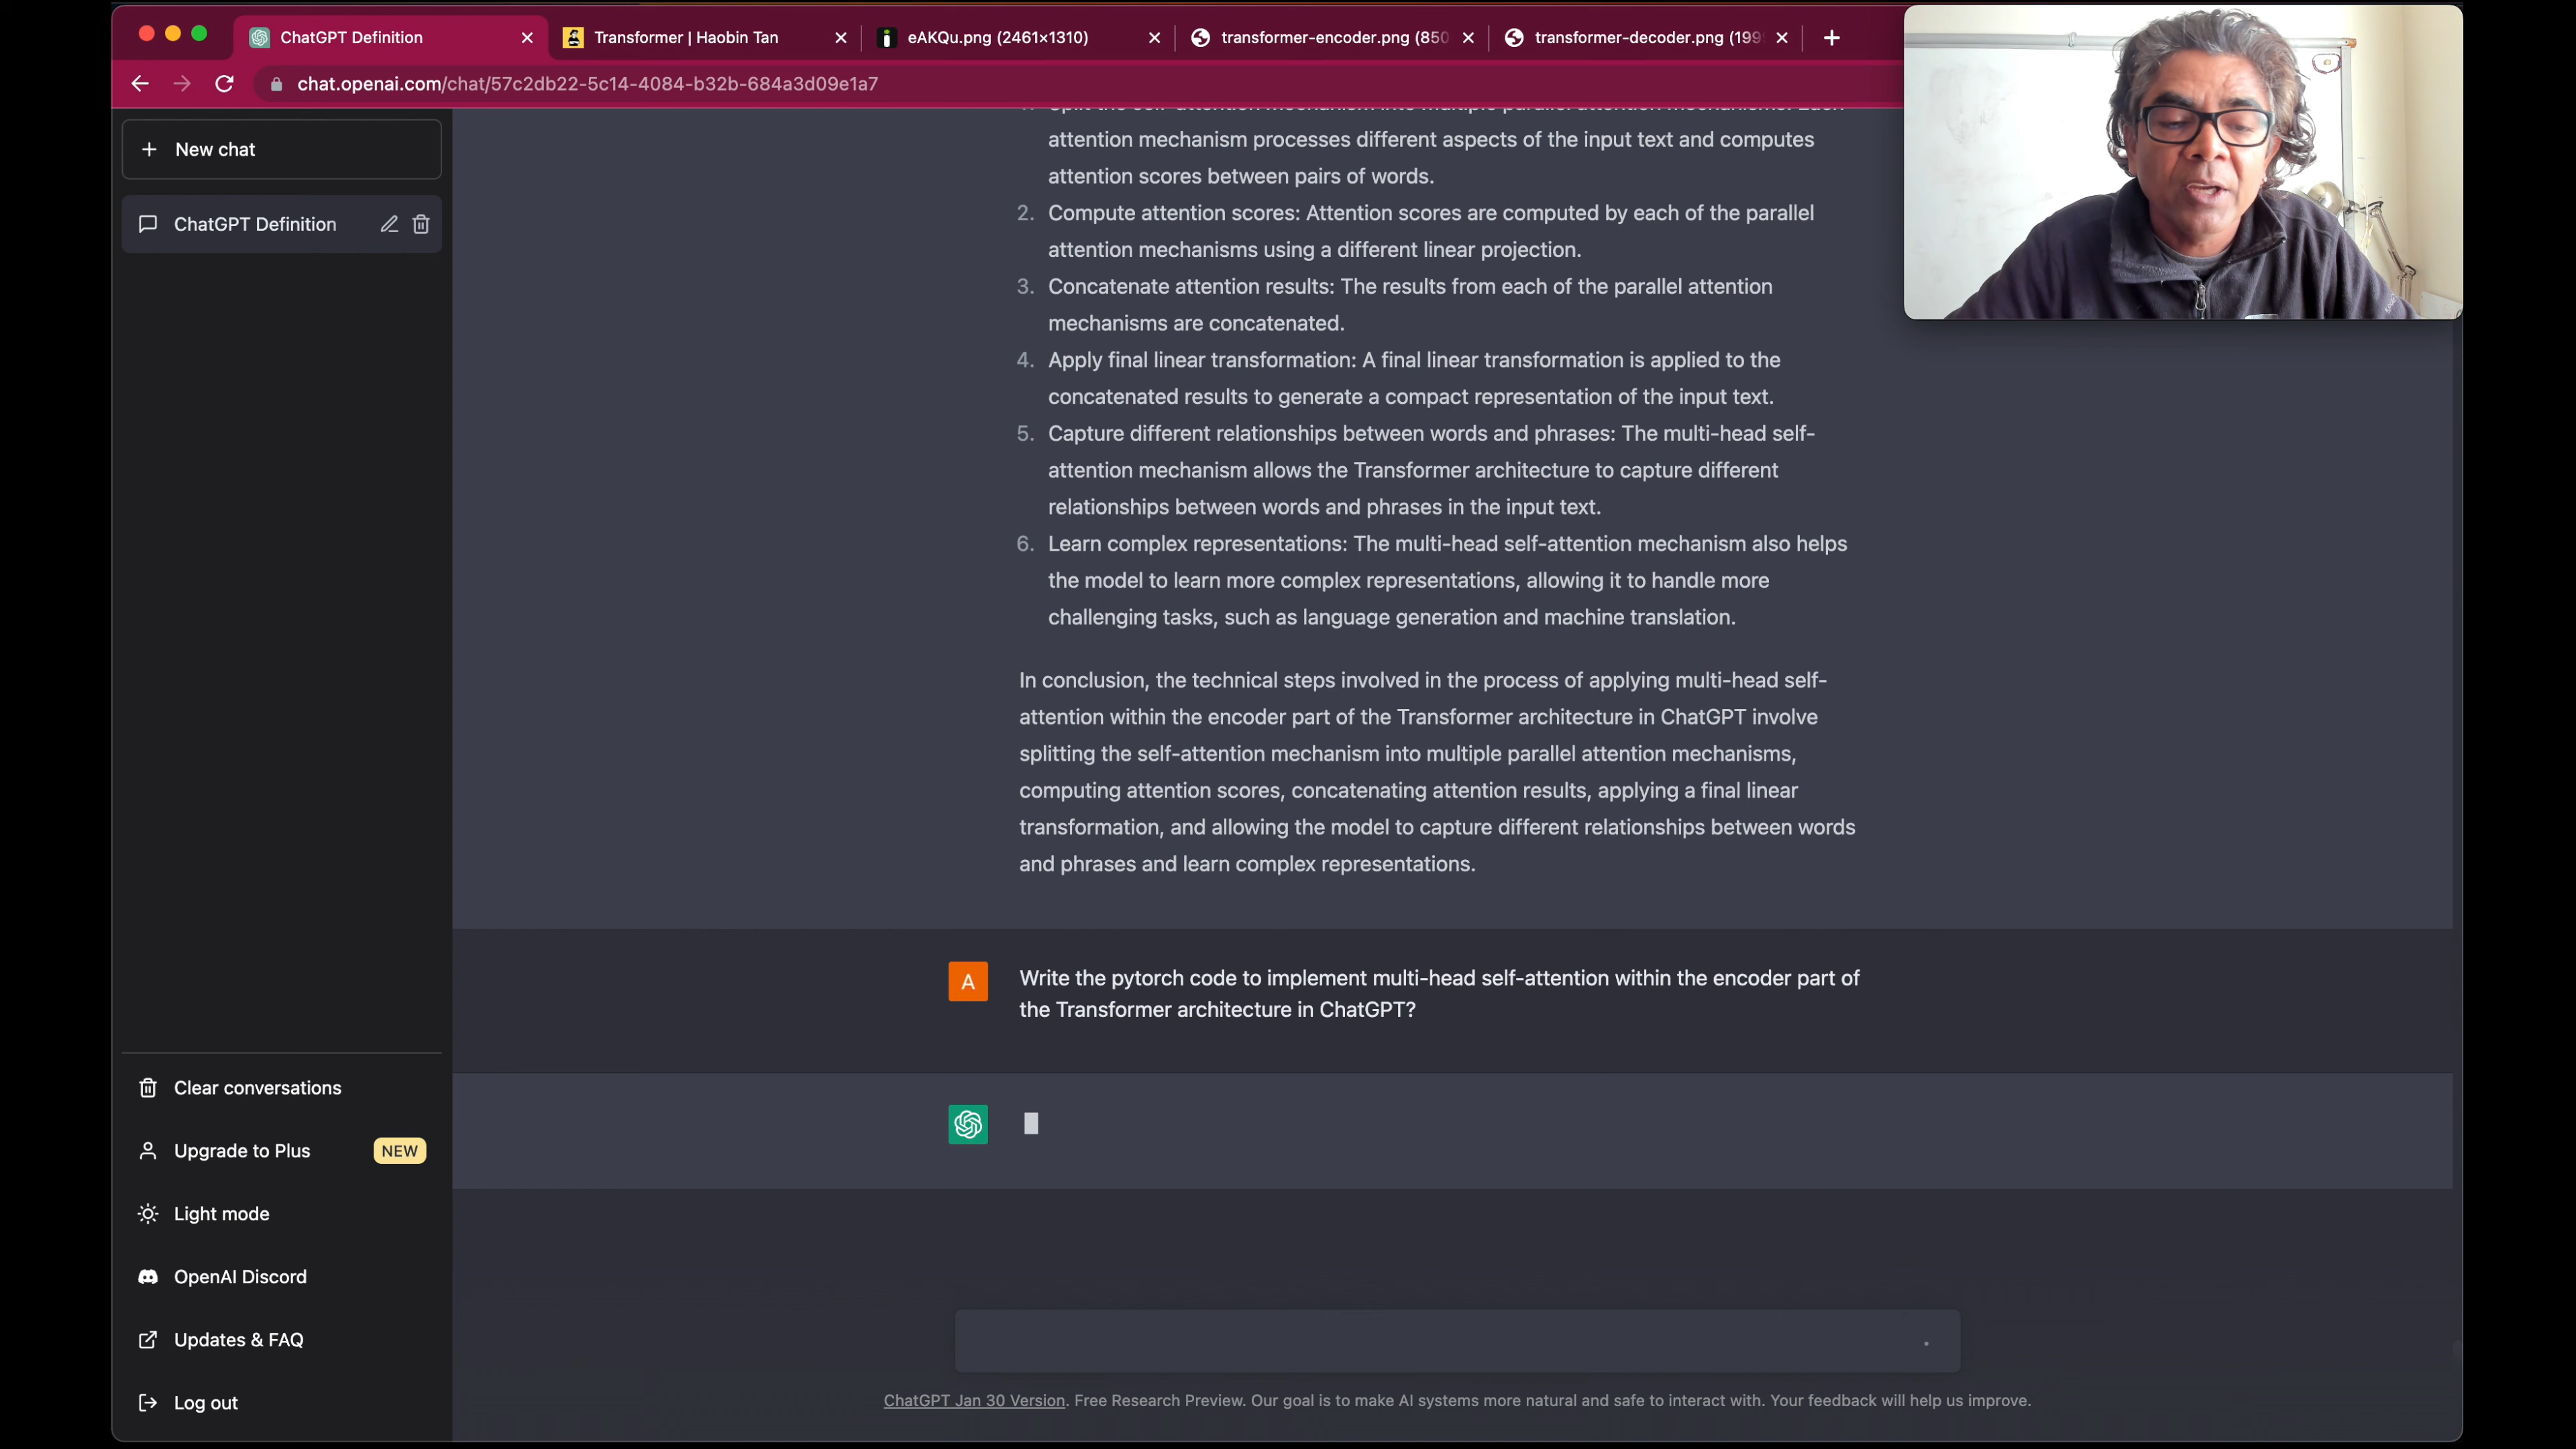 ChatGPT Definition
Transformer | Haobin Tan
eAKQu.png (2461×1310)
transformer-encoder.png (850
transformer-decoder.png (199
chat.openai.com/chat/57c2db22-5c14-4084-b32b-684a3d09e1a7
New chat
ChatGPT Definition
Clear conversations
Upgrade to Plus NEW
Light mode
OpenAI Discord
Updates & FAQ
Log out
1. Split the self-attention mechanism into multiple parallel attention mechanisms: Each
attention mechanism processes different aspects of the input text and computes
attention scores between pairs of words.
2. Compute attention scores: Attention scores are computed by each of the parallel
attention mechanisms using a different linear projection.
3. Concatenate attention results: The results from each of the parallel attention
mechanisms are concatenated.
4. Apply final linear transformation: A final linear transformation is applied to the
concatenated results to generate a compact representation of the input text.
5. Capture different relationships between words and phrases: The multi-head self-
attention mechanism allows the Transformer architecture to capture different
relationships between words and phrases in the input text.
6. Learn complex representations: The multi-head self-attention mechanism also helps
the model to learn more complex representations, allowing it to handle more
challenging tasks, such as language generation and machine translation.
In conclusion, the technical steps involved in the process of applying multi-head self-
attention within the encoder part of the Transformer architecture in ChatGPT involve
splitting the self-attention mechanism into multiple parallel attention mechanisms,
computing attention scores, concatenating attention results, applying a final linear
transformation, and allowing the model to capture different relationships between words
and phrases and learn complex representations.
A
Write the pytorch code to implement multi-head self-attention within the encoder part of
the Transformer architecture in ChatGPT?
ChatGPT Jan 30 Version. Free Research Preview. Our goal is to make AI systems more natural and safe to interact with. Your feedback will help us improve.